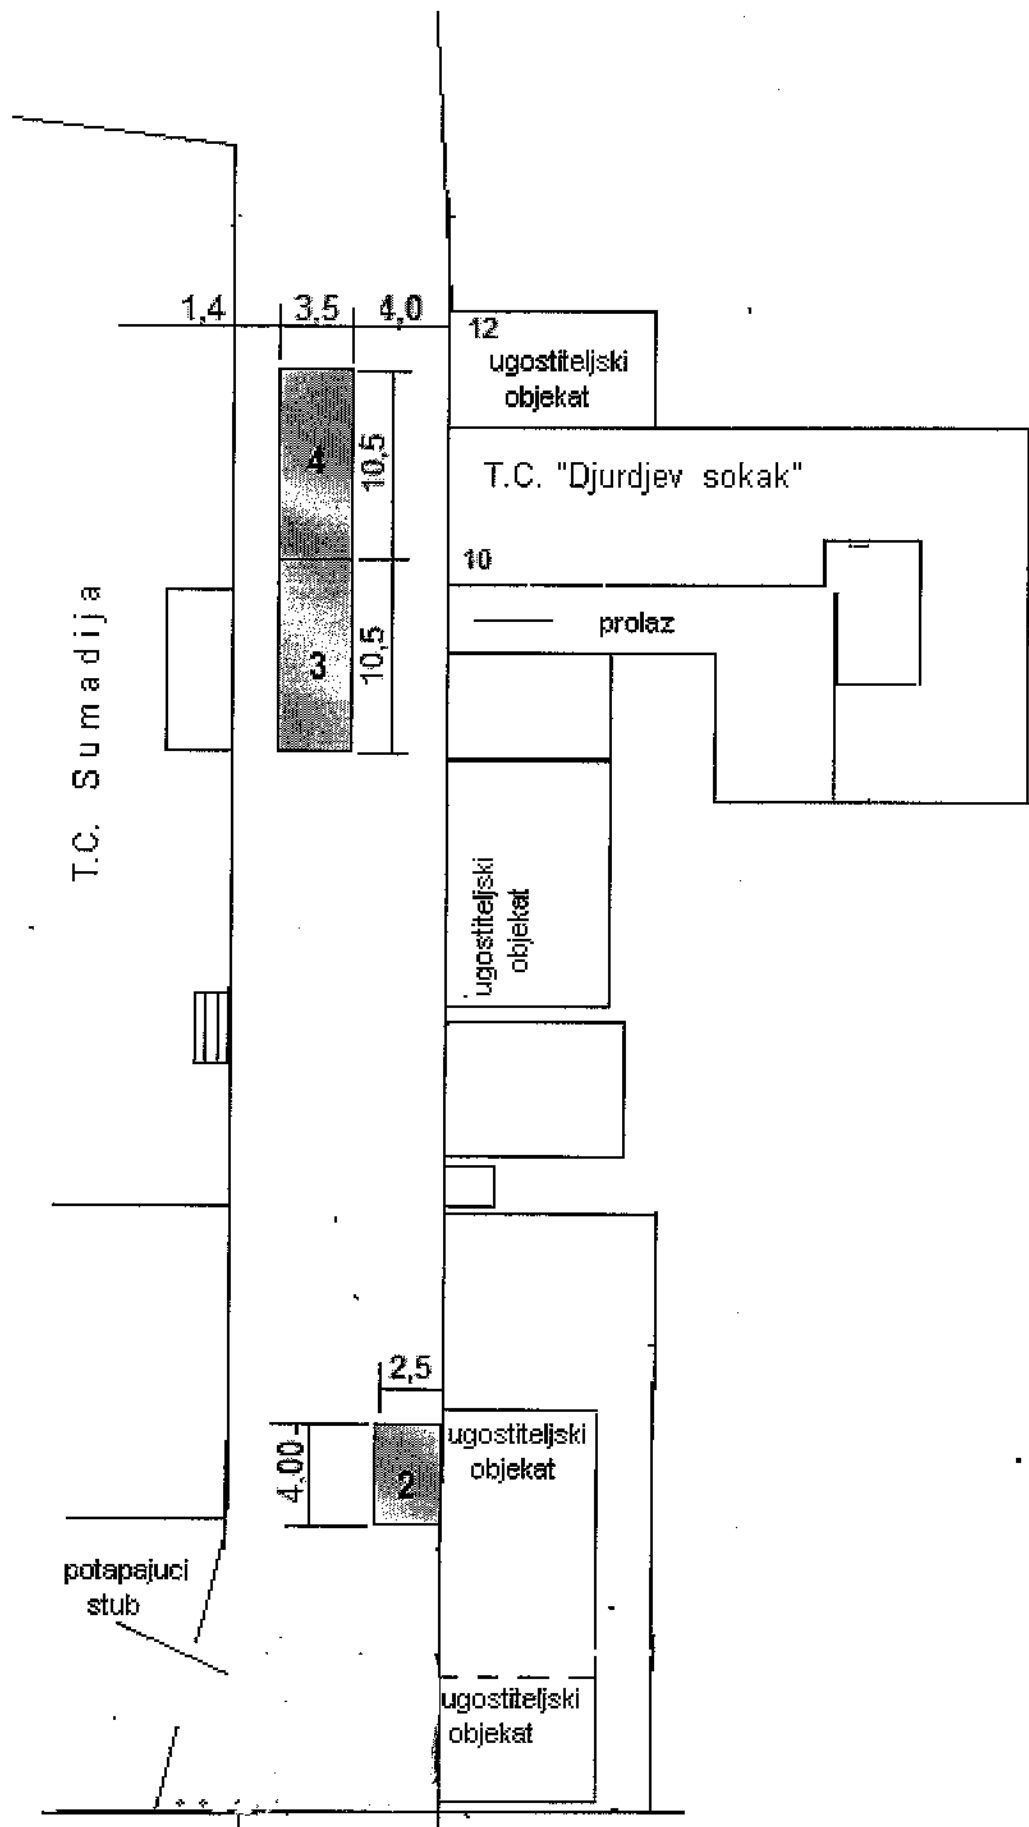 1,4
3,5
4,0
12
ugostiteljski
objekat
4
10,5
T.C. "Djurdjev sokak"
10
prolaz
3
10,5
T.C. Sumadija
ugostiteljski
objekat
2,5
4,00
2
ugostiteljski
objekat
potapajuci
stub
ugostiteljski
objekat